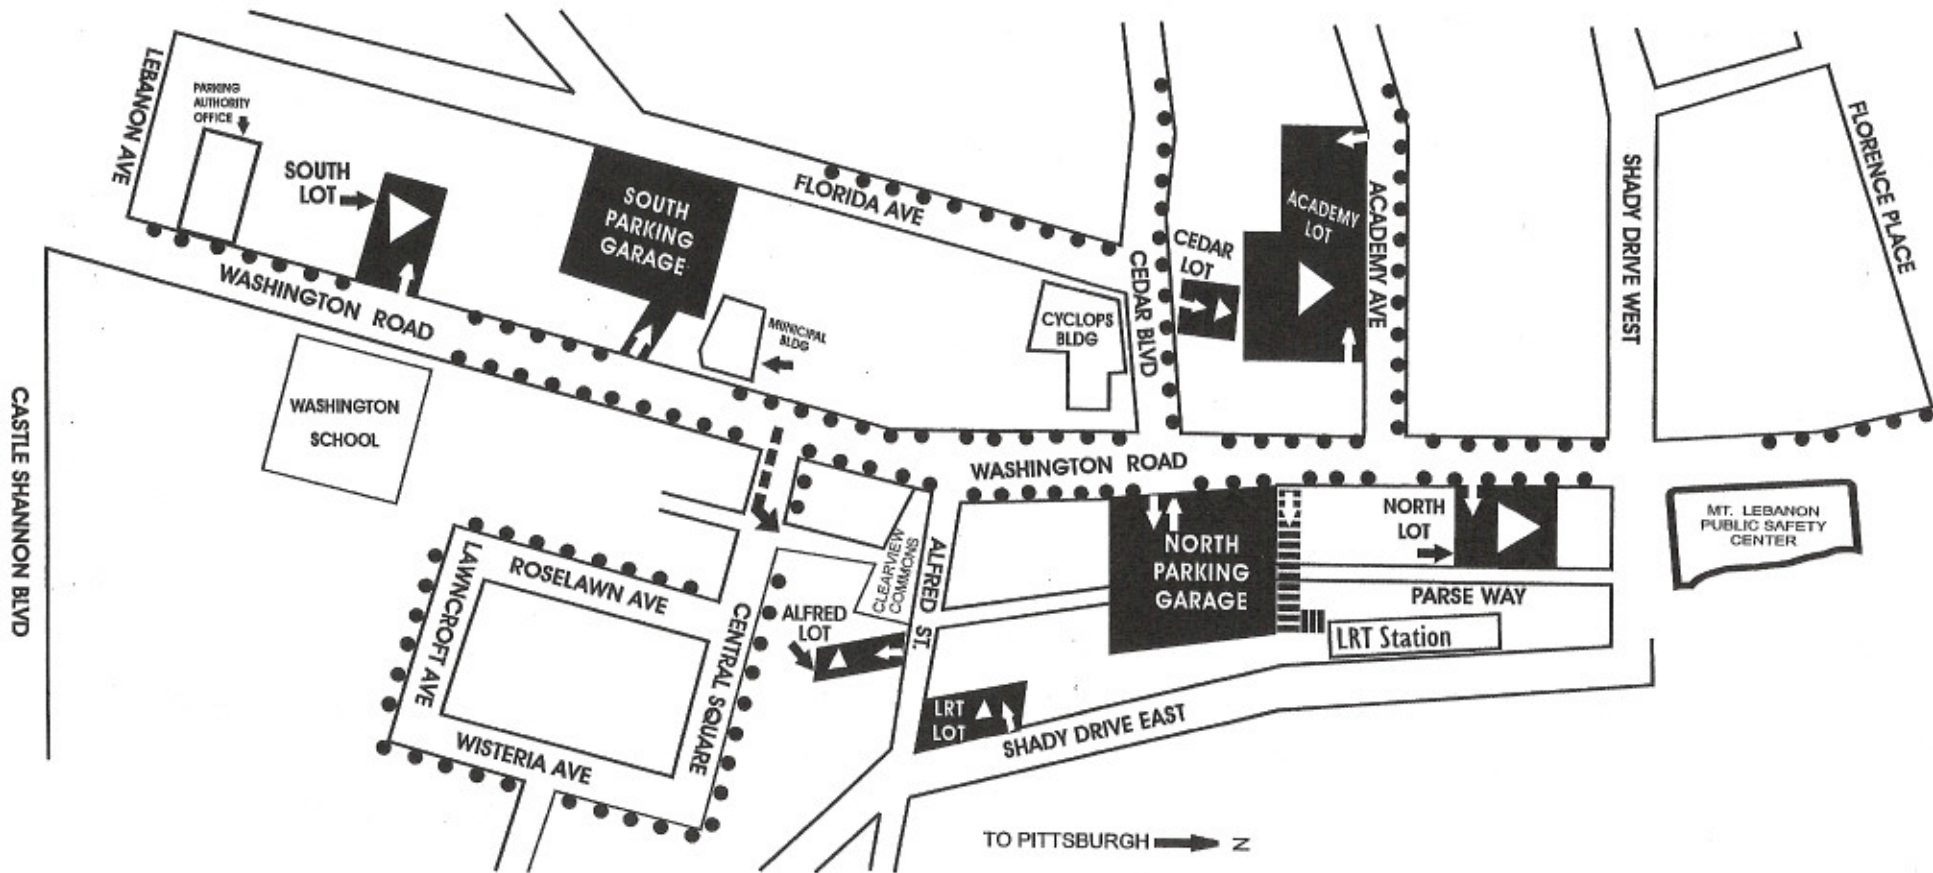 LEBANON AVE
PARKING
AUTHORITY
OFFICE
SOUTH
LOT
SOUTH
PARKING
GARAGE
FLORIDA AVE
CEDAR
LOT
ACADEMY
LOT
ACADEMY AVE
SHADY DRIVE WEST
FLORENCE PLACE
WASHINGTON ROAD
MUNICIPAL
BLDG
CYCLOPS
BLDG
CEDAR BLVD
CASTLE SHANNON BLVD
WASHINGTON
SCHOOL
WASHINGTON ROAD
NORTH
LOT
MT. LEBANON
PUBLIC SAFETY
CENTER
ROSELAWN AVE
LAWNCROFT AVE
CLEARVIEW
COMMONS
ALFRED ST.
NORTH
PARKING
GARAGE
PARSE WAY
LRT Station
ALFRED
LOT
CENTRAL SQUARE
WISTERIA AVE
LRT
LOT
SHADY DRIVE EAST
TO PITTSBURGH
N